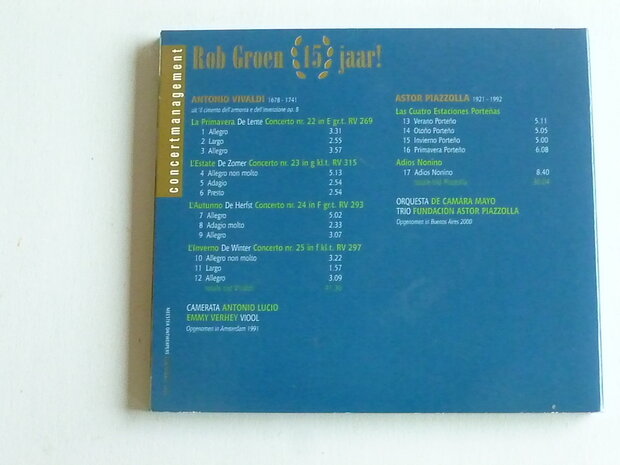 concertmanagement
Rob Groen 15 jaar!
ANTONIO VIVALDI 1678 - 1741
uit 'Il cimento dell'armonia e dell'invenzione op. 8
La Primavera De Lente Concerto nr. 22 in E gr.t. RV 269
1 Allegro 3.31
2 Largo 2.55
3 Allegro 3.57
L'Estate De Zomer Concerto nr. 23 in g kl.t. RV 315
4 Allegro non molto 5.13
5 Adagio 2.54
6 Presto 2.54
L'Autunno De Herfst Concerto nr. 24 in F gr.t. RV 293
7 Allegro 5.02
8 Adagio molto 2.33
9 Allegro 3.07
L'Inverno De Winter Concerto nr. 25 in f kl.t. RV 297
10 Allegro non molto 3.22
11 Largo 1.57
12 Allegro 3.09
CAMERATA ANTONIO LUCIO
EMMY VERHEY VIOOL
Opgenomen in Amsterdam 1991
ASTOR PIAZZOLLA 1921 - 1992
Las Cuatro Estaciones Porteñas
13 Verano Porteño 5.11
14 Otoño Porteño 5.05
15 Invierno Porteño 5.00
16 Primavera Porteño 6.08
Adios Nonino
17 Adios Nonino 8.40
ORQUESTA DE CAMARA MAYO
TRIO FUNDACION ASTOR PIAZZOLLA
Opgenomen in Buenos Aires 2000